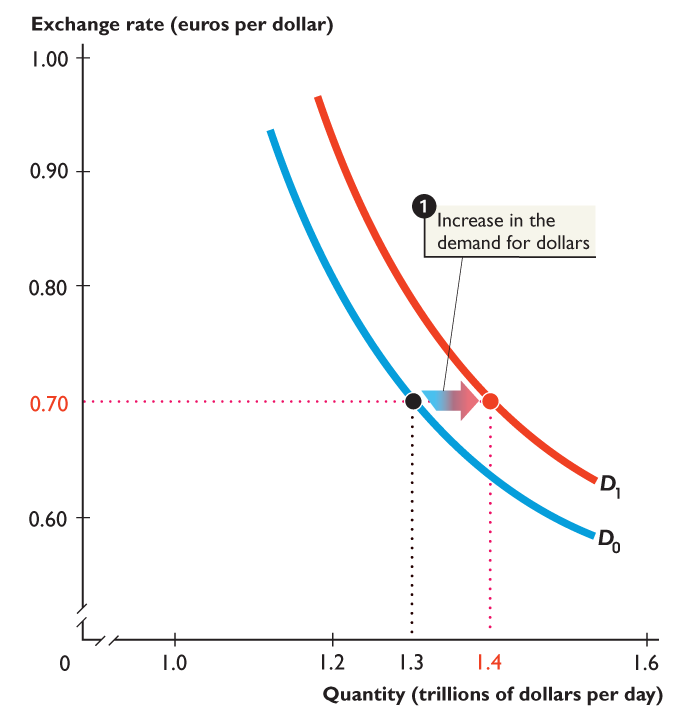 Exchange rate (euros per dollar)
1.00
0.90
1
Increase in the
demand for dollars
0.80
0.70
D1
0.60
D0
0
1.0
1.2
1.3
1.4
1.6
Quantity (trillions of dollars per day)